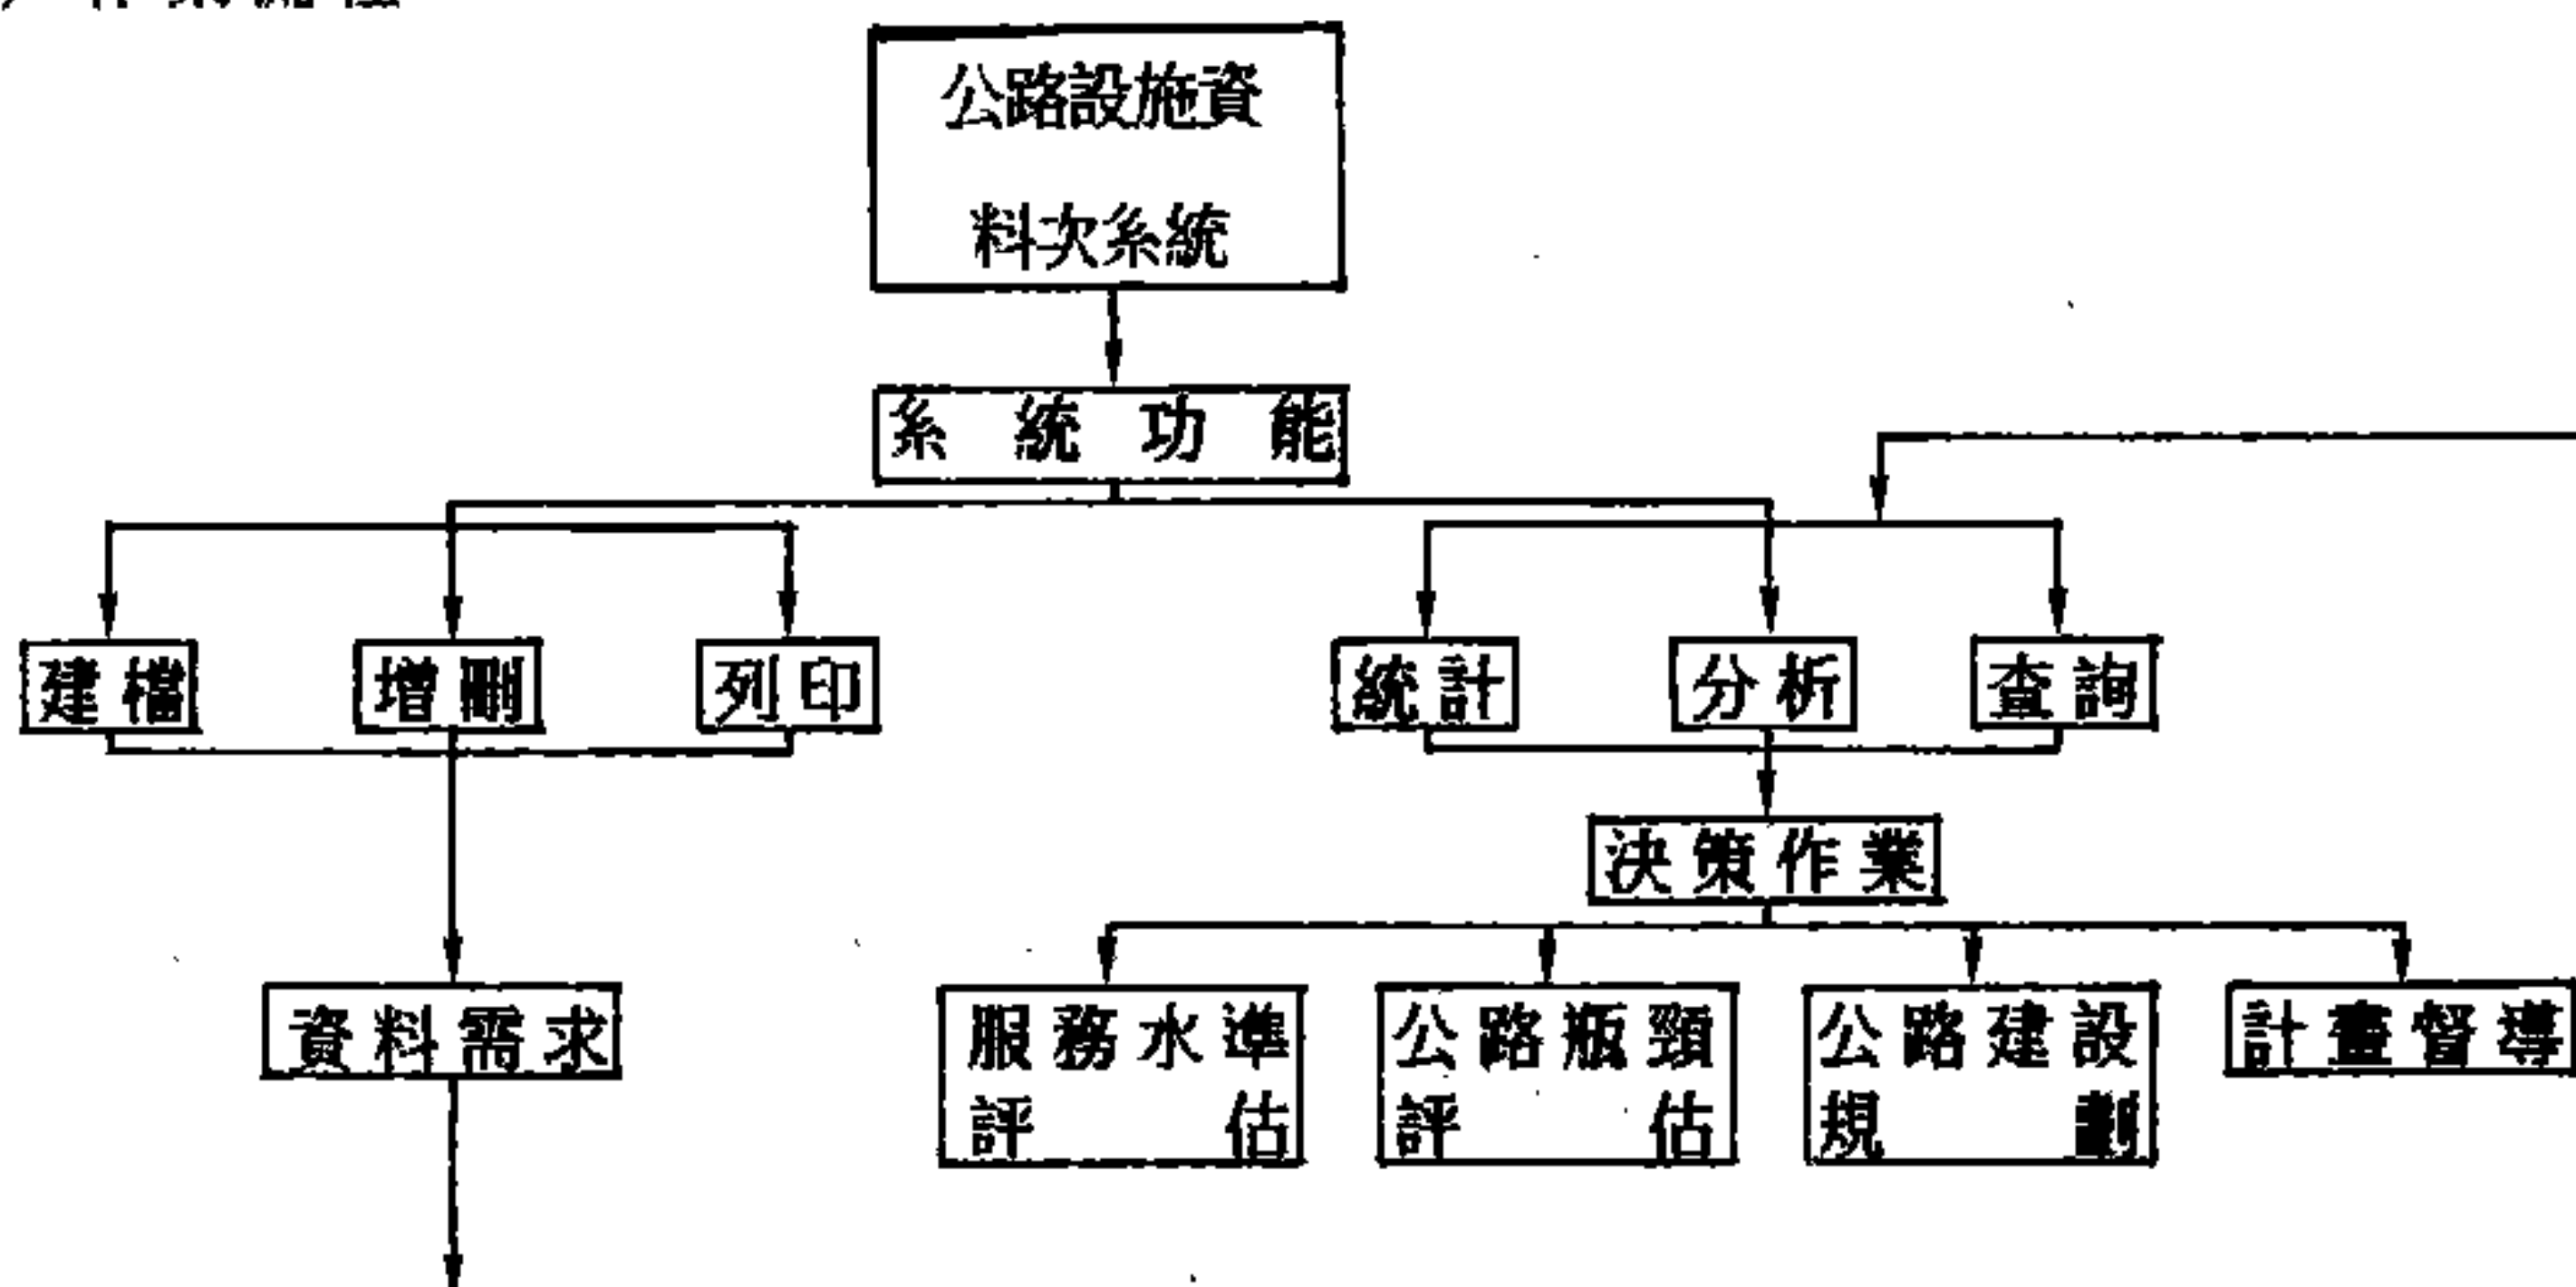 公路設施資
料次系統
系統功能
建檔
增刪
列印
統計
分析
查詢
決策作業
資料需求
服務水準
評估
公路瓶頸
評估
公路建設
規劃
計畫督導